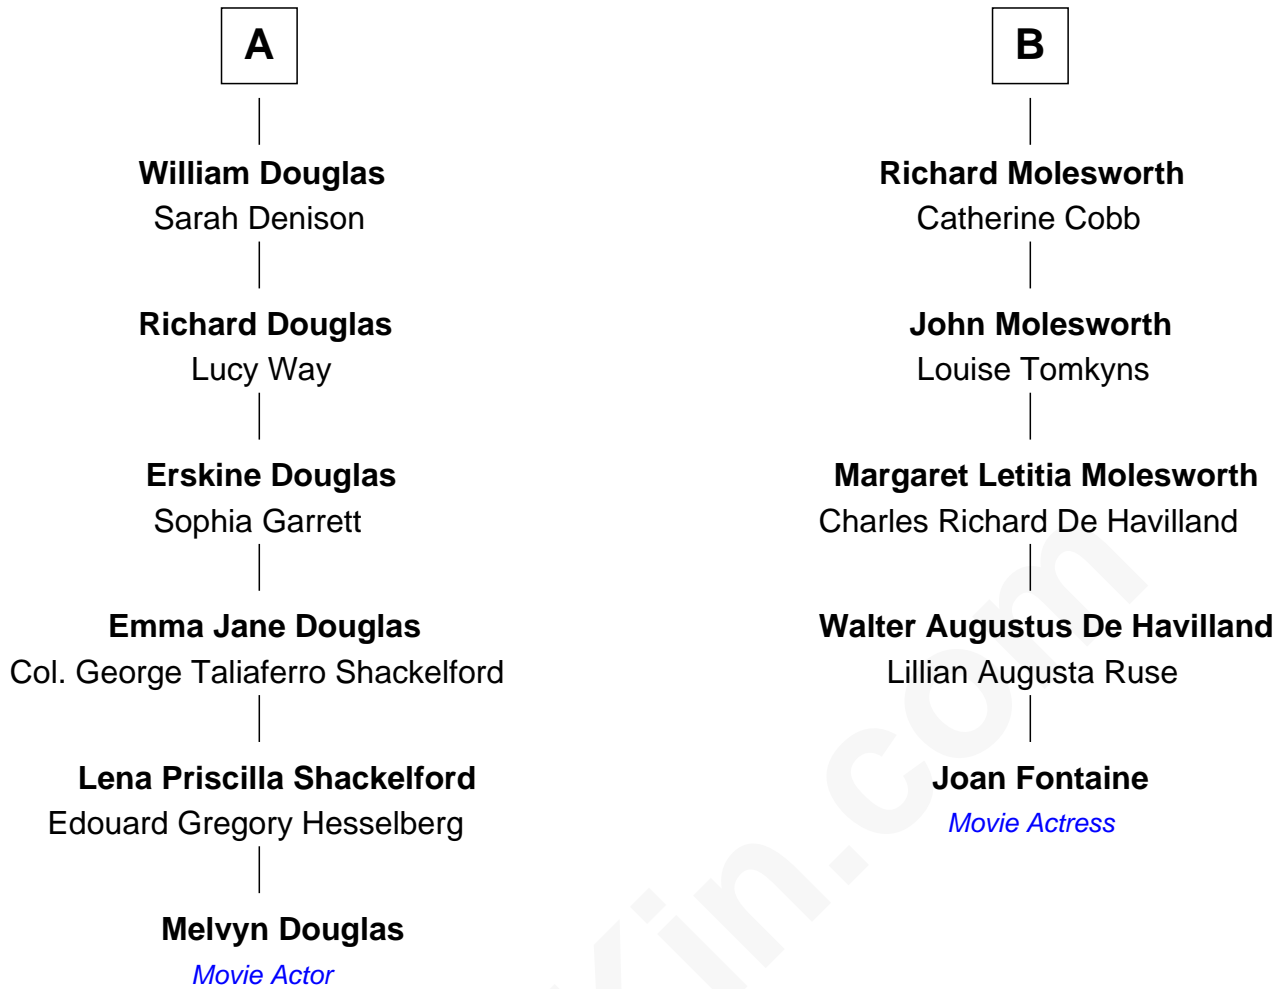 A
William Douglas
Sarah Denison
Richard Douglas
Lucy Way
Erskine Douglas
Sophia Garrett
Emma Jane Douglas
Col. George Taliaferro Shackelford
Lena Priscilla Shackelford
Edouard Gregory Hesselberg
Melvyn Douglas
Movie Actor
B
Richard Molesworth
Catherine Cobb
John Molesworth
Louise Tomkyns
Margaret Letitia Molesworth
Charles Richard De Havilland
Walter Augustus De Havilland
Lillian Augusta Ruse
Joan Fontaine
Movie Actress
Kin.com